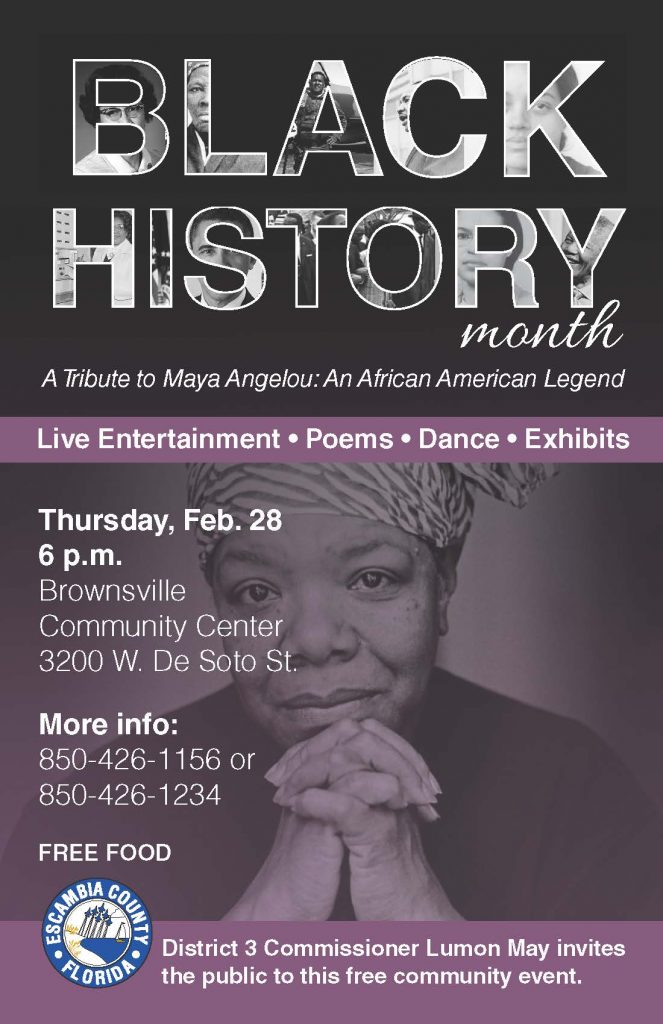 BLACK
HISTORY
month
A Tribute to Maya Angelou: An African American Legend
Live Entertainment • Poems • Dance • Exhibits
Thursday, Feb. 28
6 p.m.
Brownsville
Community Center
3200 W. De Soto St.
More info:
850-426-1156 or
850-426-1234
FREE FOOD
ESCAMBIA COUNTY
• FLORIDA •
District 3 Commissioner Lumon May invites
the public to this free community event.